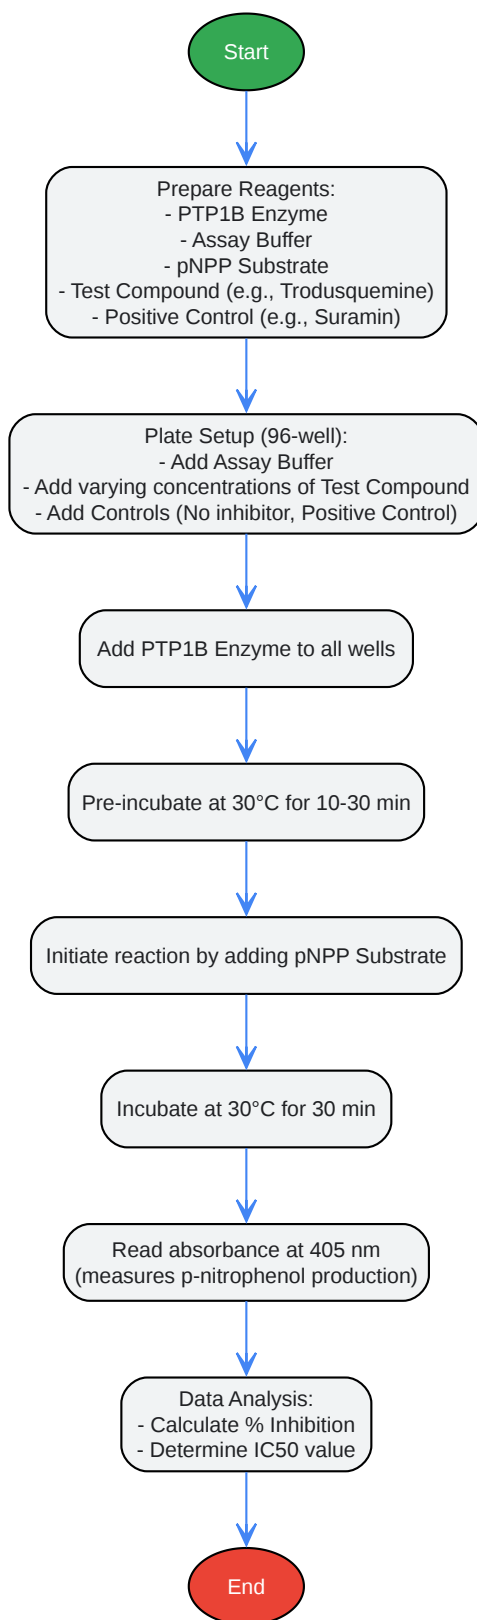 Start
Prepare Reagents:
- PTP1B Enzyme
- Assay Buffer
- pNPP Substrate
- Test Compound (e.g., Trodusquemine)
- Positive Control (e.g., Suramin)
Plate Setup (96-well):
- Add Assay Buffer
- Add varying concentrations of Test Compound
- Add Controls (No inhibitor, Positive Control)
Add PTP1B Enzyme to all wells
Pre-incubate at 30°C for 10-30 min
Initiate reaction by adding pNPP Substrate
Incubate at 30°C for 30 min
Read absorbance at 405 nm
(measures p-nitrophenol production)
Data Analysis:
- Calculate % Inhibition
- Determine IC50 value
End